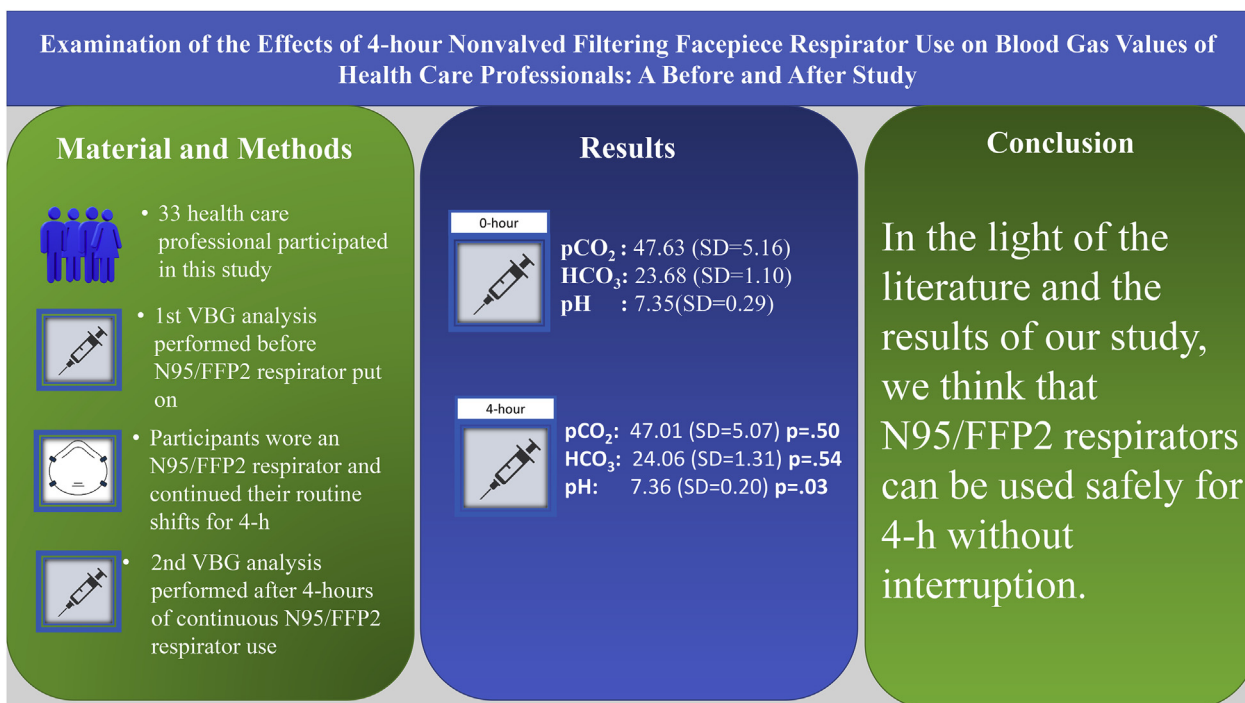 Examination of the Effects of 4-hour Nonvalved Filtering Facepiece Respirator Use on Blood Gas Values of
Health Care Professionals: A Before and After Study
Material and Methods
• 33 health care
professional participated
in this study
• 1st VBG analysis
performed before
N95/FFP2 respirator put
on
• Participants wore an
N95/FFP2 respirator and
continued their routine
shifts for 4-h
• 2nd VBG analysis
performed after 4-hours
of continuous N95/FFP2
respirator use
Results
0-hour
pCO₂ : 47.63 (SD=5.16)
HCO₃: 23.68 (SD=1.10)
pH : 7.35(SD=0.29)
4-hour
pCO₂: 47.01 (SD=5.07) p=.50
HCO₃: 24.06 (SD=1.31) p=.54
pH: 7.36 (SD=0.20) p=.03
Conclusion
In the light of the
literature and the
results of our study,
we think that
N95/FFP2 respirators
can be used safely for
4-h without
interruption.